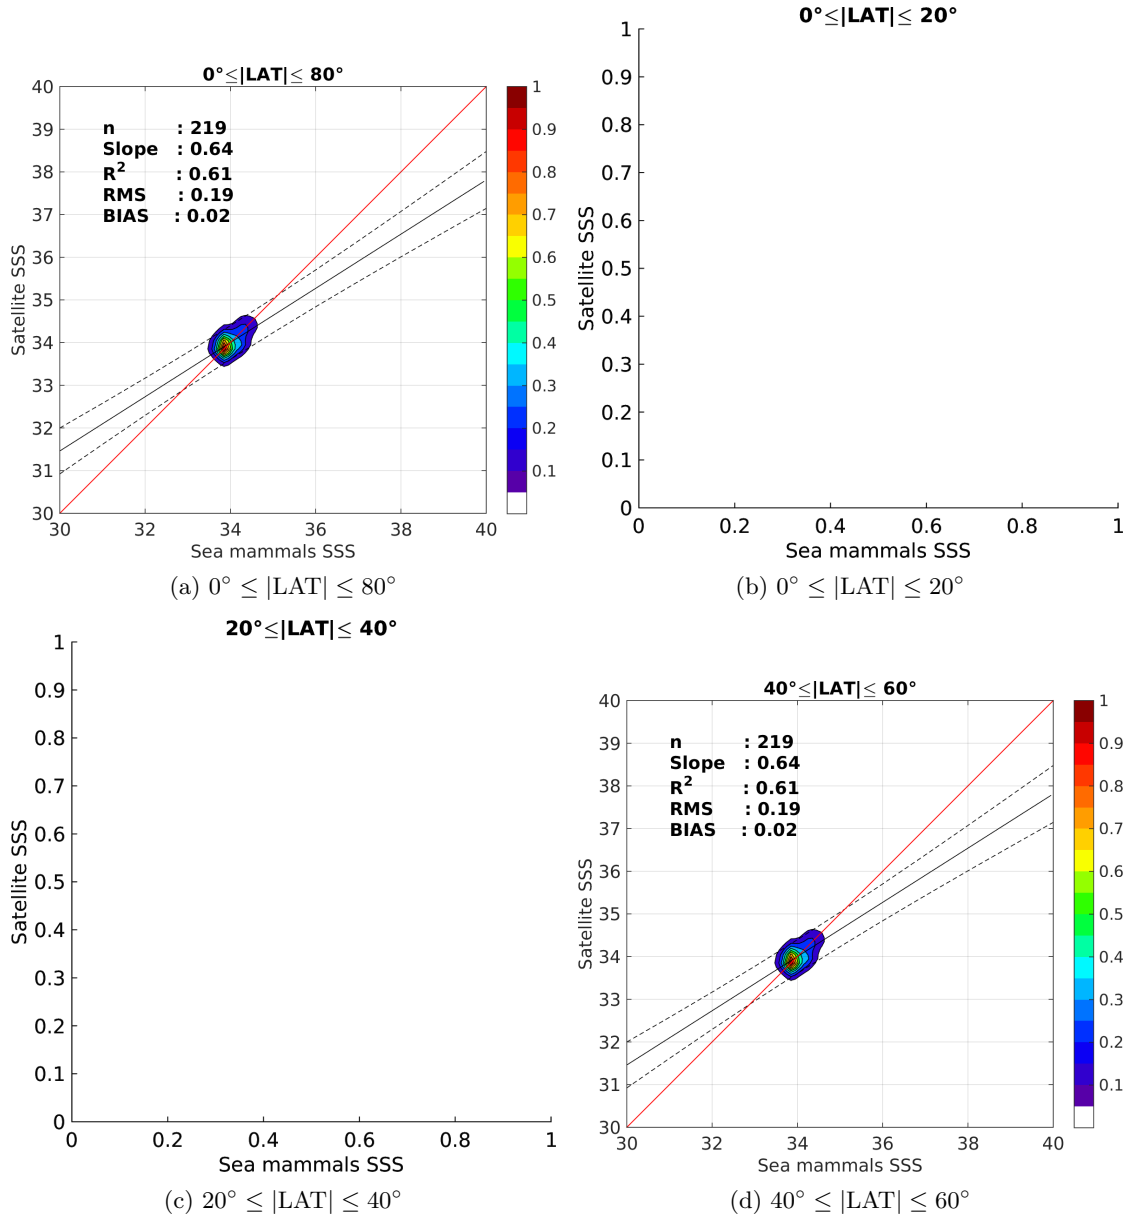 0°≤|LAT|≤ 80°
40
39
38
37
36
35
34
33
32
31
30
30 32 34 36 38 40
Satellite SSS
Sea mammals SSS
n : 219
Slope : 0.64
R² : 0.61
RMS : 0.19
BIAS : 0.02
1
0.9
0.8
0.7
0.6
0.5
0.4
0.3
0.2
0.1
(a) 0° ≤ |LAT| ≤ 80°
0°≤|LAT|≤ 20°
1
0.9
0.8
0.7
0.6
0.5
0.4
0.3
0.2
0.1
0
0 0.2 0.4 0.6 0.8 1
Satellite SSS
Sea mammals SSS
(b) 0° ≤ |LAT| ≤ 20°
20°≤|LAT|≤ 40°
1
0.9
0.8
0.7
0.6
0.5
0.4
0.3
0.2
0.1
0
0 0.2 0.4 0.6 0.8 1
Satellite SSS
Sea mammals SSS
(c) 20° ≤ |LAT| ≤ 40°
40°≤|LAT|≤ 60°
40
39
38
37
36
35
34
33
32
31
30
30 32 34 36 38 40
Satellite SSS
Sea mammals SSS
n : 219
Slope : 0.64
R² : 0.61
RMS : 0.19
BIAS : 0.02
1
0.9
0.8
0.7
0.6
0.5
0.4
0.3
0.2
0.1
(d) 40° ≤ |LAT| ≤ 60°